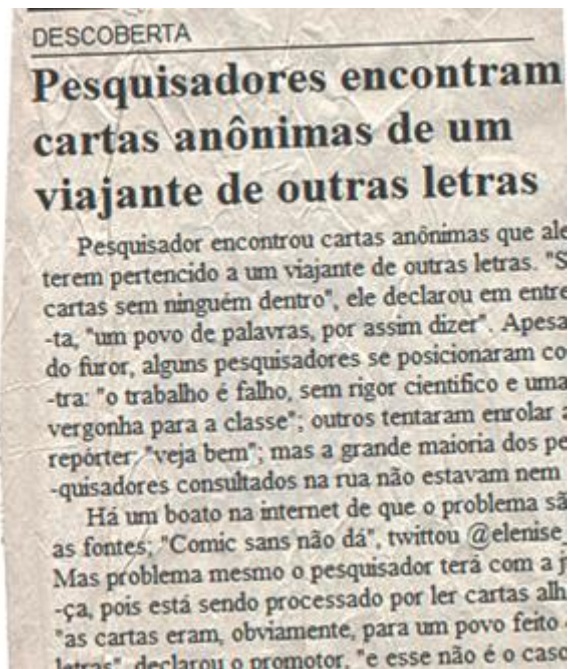 DESCOBERTA
Pesquisadores encontram
cartas anônimas de um
viajante de outras letras
Pesquisador encontrou cartas anônimas que ale
terem pertencido a um viajante de outras letras. "S
cartas sem ninguém dentro", ele declarou em entre
-ta, "um povo de palavras, por assim dizer". Apesa
do furor, alguns pesquisadores se posicionaram co
-tra: "o trabalho é falho, sem rigor cientifico e uma
vergonha para a classe"; outros tentaram enrolar a
repórter: "veja bem"; mas a grande maioria dos pe
-quisadores consultados na rua não estavam nem
Há um boato na internet de que o problema sã
as fontes; "Comic sans não dá", twittou @elenise_
Mas problema mesmo o pesquisador terá com a j
-ça, pois está sendo processado por ler cartas alh
"as cartas eram, obviamente, para um povo feito
letras", declarou o promotor, "e esse não é o caso